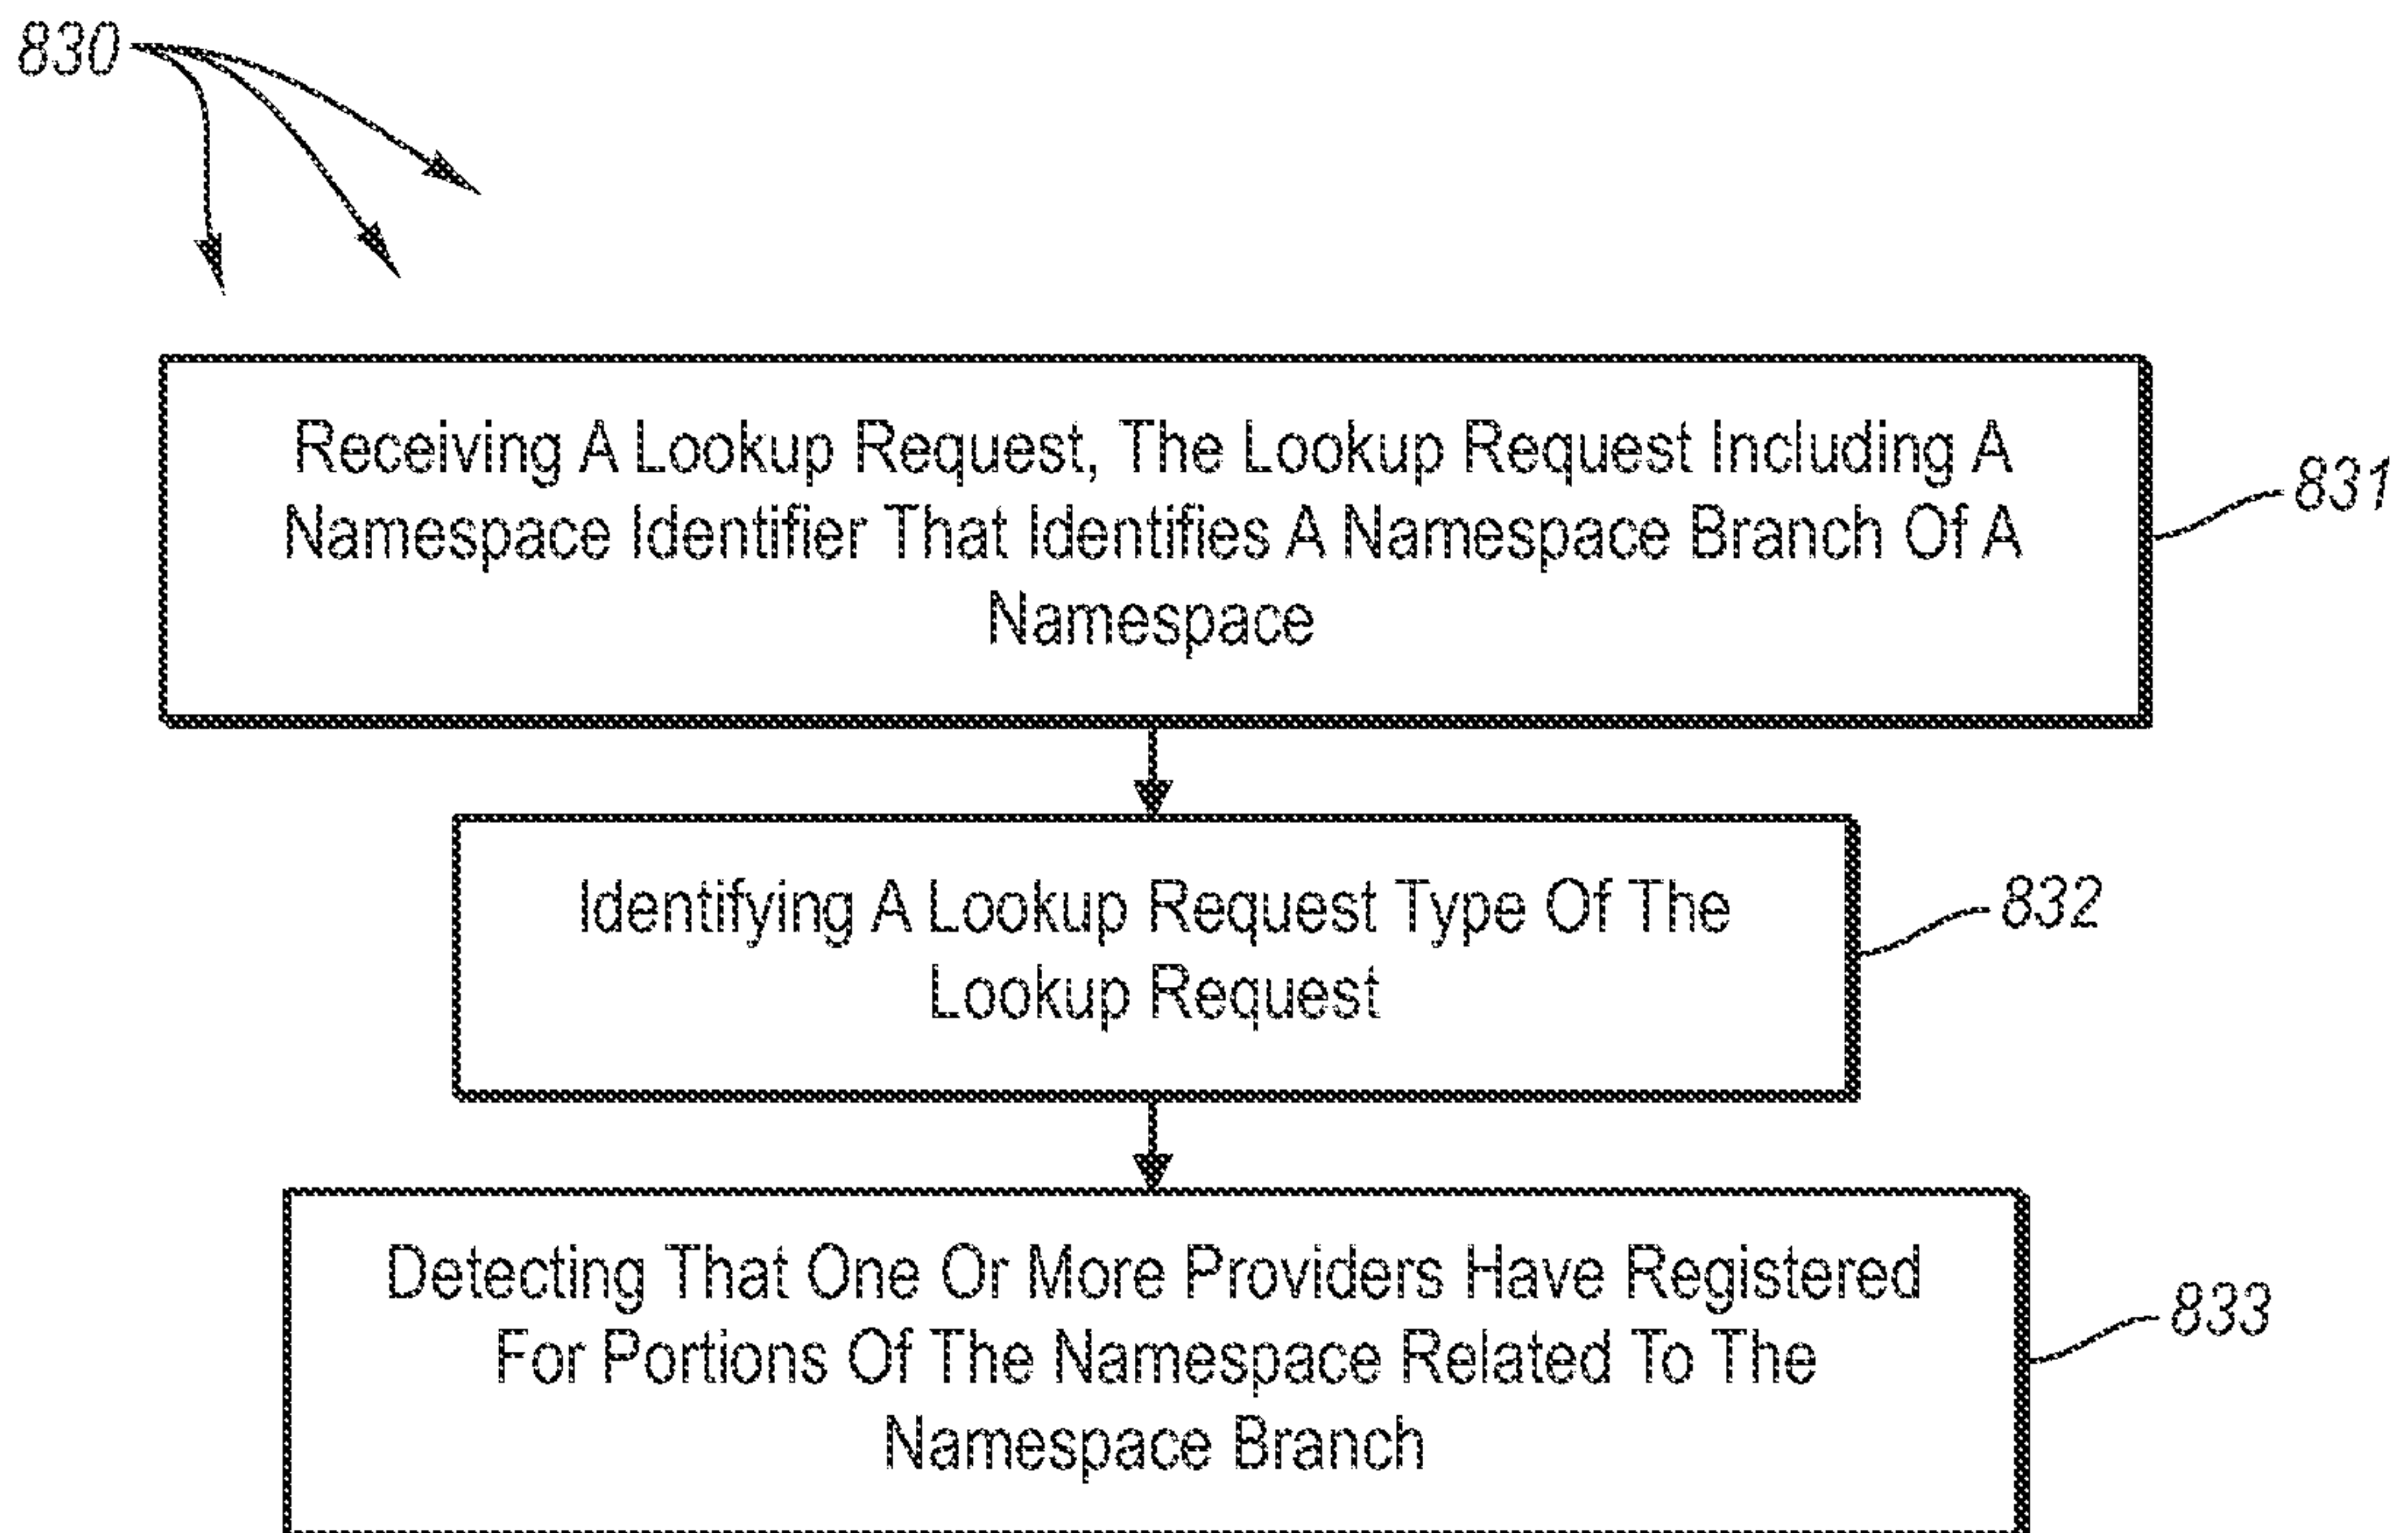 830
Receiving A Lookup Request, The Lookup Request Including A
Namespace Identifier That Identifies A Namespace Branch Of A
Namespace
831
Identifying A Lookup Request Type Of The
Lookup Request
832
Detecting That One Or More Providers Have Registered
For Portions Of The Namespace Related To The
Namespace Branch
833